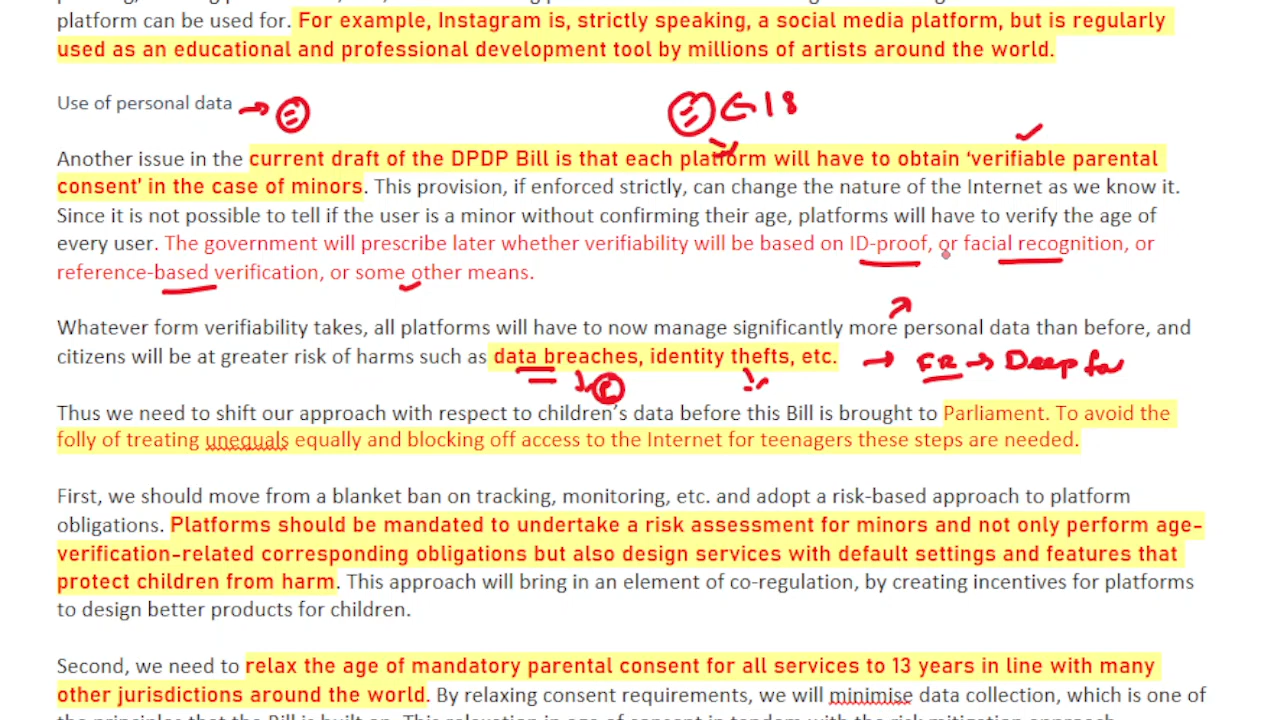 platform can be used for. For example, Instagram is, strictly speaking, a social media platform, but is regularly
used as an educational and professional development tool by millions of artists around the world.
Use of personal data
<18
Another issue in the current draft of the DPDP Bill is that each platform will have to obtain ‘verifiable parental
consent’ in the case of minors. This provision, if enforced strictly, can change the nature of the Internet as we know it.
Since it is not possible to tell if the user is a minor without confirming their age, platforms will have to verify the age of
every user. The government will prescribe later whether verifiability will be based on ID-proof, or facial recognition, or
reference-based verification, or some other means.
Whatever form verifiability takes, all platforms will have to now manage significantly more personal data than before, and
citizens will be at greater risk of harms such as data breaches, identity thefts, etc. → FR → Deep fa
Thus we need to shift our approach with respect to children’s data before this Bill is brought to Parliament. To avoid the
folly of treating unequals equally and blocking off access to the Internet for teenagers these steps are needed.
First, we should move from a blanket ban on tracking, monitoring, etc. and adopt a risk-based approach to platform
obligations. Platforms should be mandated to undertake a risk assessment for minors and not only perform age-
verification-related corresponding obligations but also design services with default settings and features that
protect children from harm. This approach will bring in an element of co-regulation, by creating incentives for platforms
to design better products for children.
Second, we need to relax the age of mandatory parental consent for all services to 13 years in line with many
other jurisdictions around the world. By relaxing consent requirements, we will minimise data collection, which is one of